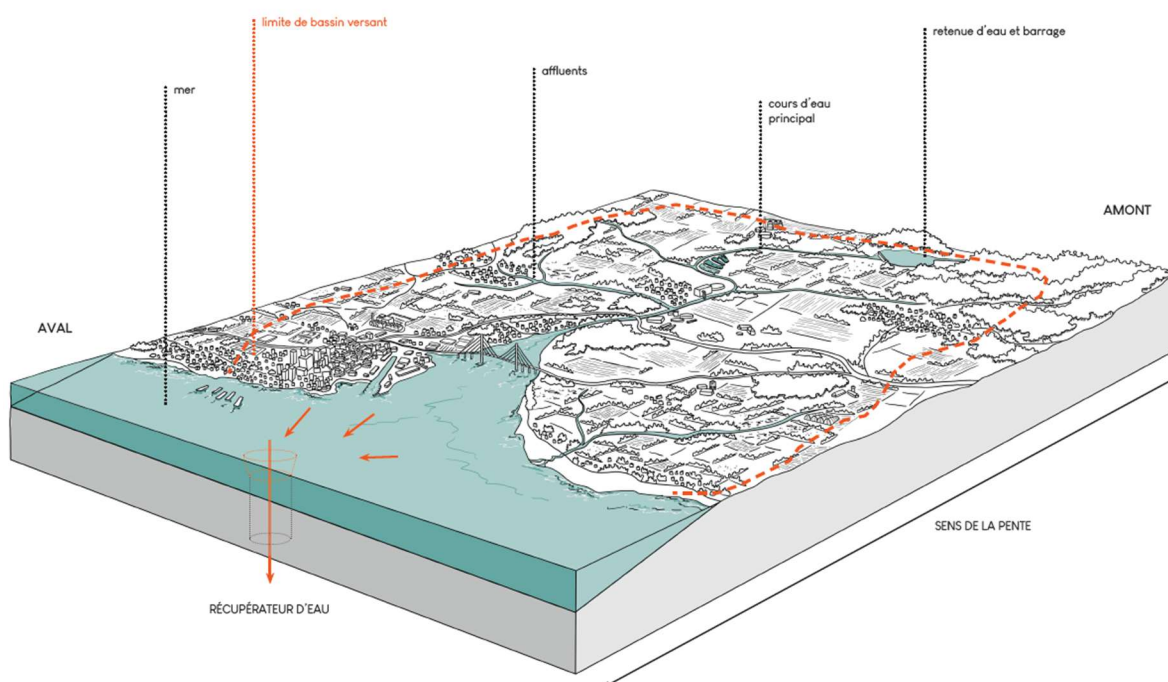 limite de bassin versant
retenue d'eau et barrage
affluents
mer
cours d'eau
principal
AMONT
AVAL
SENS DE LA PENTE
RÉCUPÉRATEUR D'EAU